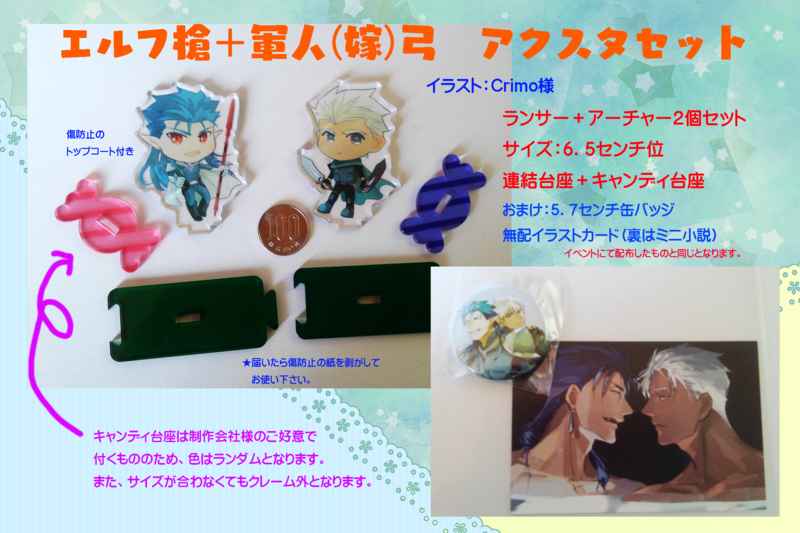 エルフ槍＋軍人(嫁)弓　アクスタセット
イラスト：Crimo様
傷防止の
トップコート付き
ランサー＋アーチャー２個セット
サイズ：６．５センチ位
連結台座＋キャンディ台座
おまけ：５．７センチ缶バッジ
無配イラストカード（裏はミニ小説）
イベントにて配布したものと同じとなります。
100
★届いたら傷防止の紙を剥がして
お使い下さい。
キャンディ台座は制作会社様のご好意で
付くもののため、色はランダムとなります。
また、サイズが合わなくてもクレーム外となります。